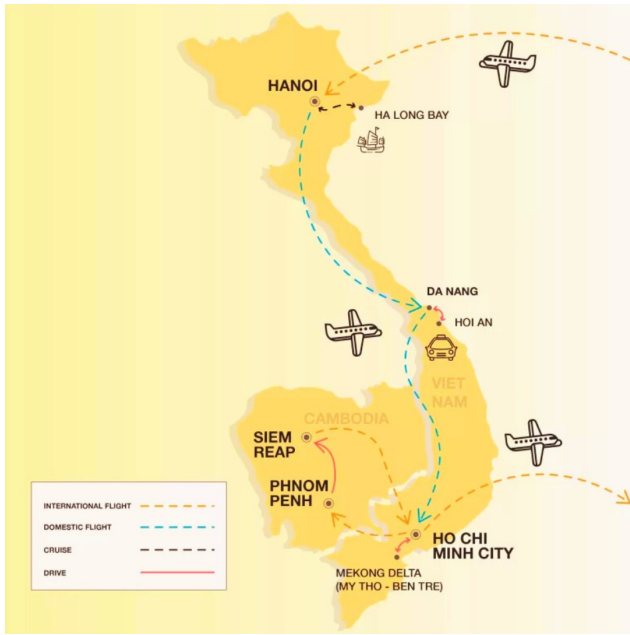 HANOI
HA LONG BAY
DA NANG
HOI AN
VIET
NAM
CAMBODIA
SIEM
REAP
PHNOM
PENH
HO CHI
MINH CITY
MEKONG DELTA
(MY THO - BEN TRE)
INTERNATIONAL FLIGHT
DOMESTIC FLIGHT
CRUISE
DRIVE